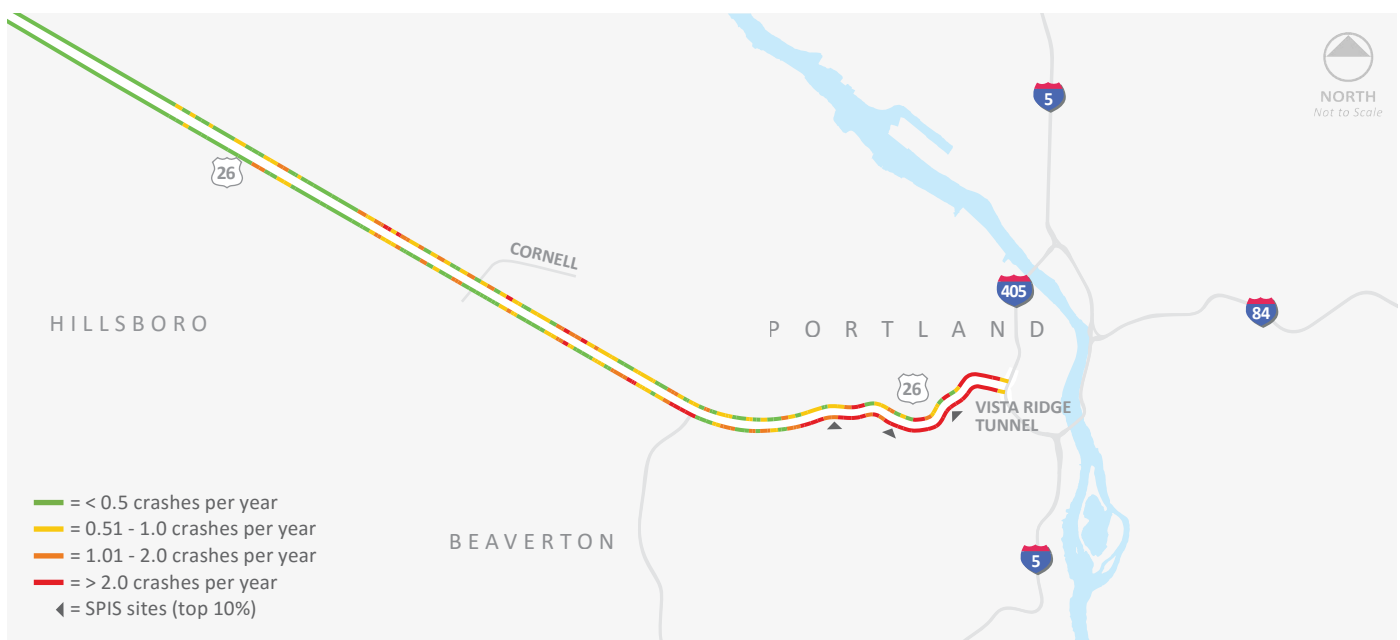 5
NORTH
Not to Scale
26
CORNELL
405
84
HILLSBORO
PORTLAND
26
VISTA RIDGE
TUNNEL
= < 0.5 crashes per year
= 0.51 - 1.0 crashes per year
= 1.01 - 2.0 crashes per year
= > 2.0 crashes per year
= SPIS sites (top 10%)
BEAVERTON
5